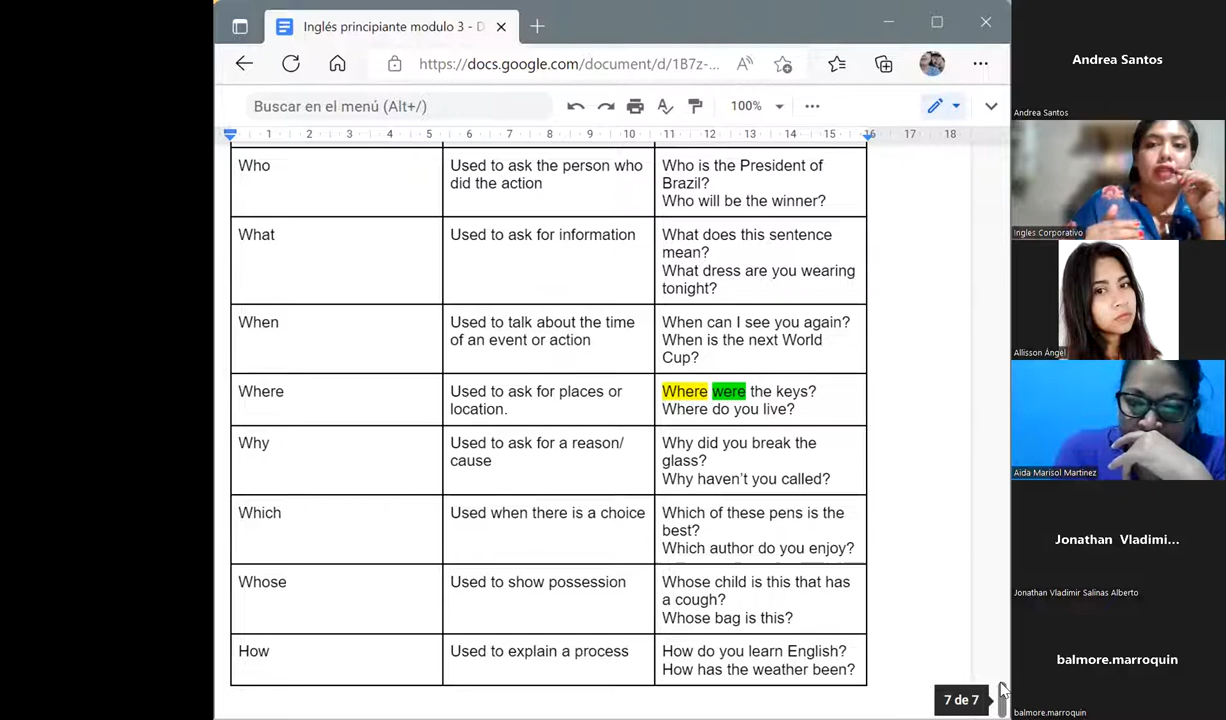 Inglés principiante modulo 3 - D
https://docs.google.com/document/d/1B7z-...
Buscar en el menú (Alt+/)
100%
1 2 3 4 5 6 7 8 9 10 11 12 13 14 15 16 17 18
Who
Used to ask the person who
did the action
Who is the President of
Brazil?
Who will be the winner?
What
Used to ask for information
What does this sentence
mean?
What dress are you wearing
tonight?
When
Used to talk about the time
of an event or action
When can I see you again?
When is the next World
Cup?
Where
Used to ask for places or
location.
Where were the keys?
Where do you live?
Why
Used to ask for a reason/
cause
Why did you break the
glass?
Why haven't you called?
Which
Used when there is a choice
Which of these pens is the
best?
Which author do you enjoy?
Whose
Used to show possession
Whose child is this that has
a cough?
Whose bag is this?
How
Used to explain a process
How do you learn English?
How has the weather been?
7 de 7
Andrea Santos
Andrea Santos
Ingles Corporativo
Allisson Ángel
Aida Marisol Martinez
Jonathan Vladimi...
Jonathan Vladimir Salinas Alberto
balmore.marroquin
balmore.marroquin